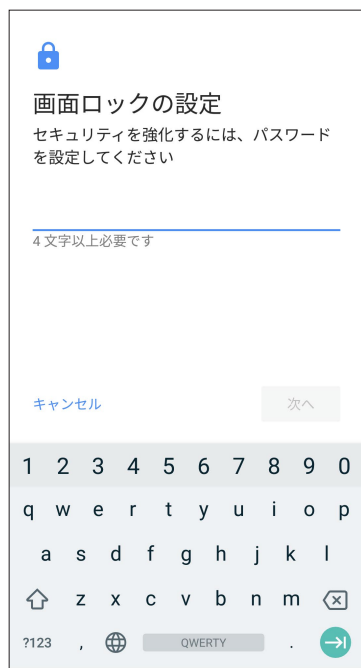 画面ロックの設定
セキュリティを強化するには、パスワード
を設定してください
4 文字以上必要です
キャンセル
次へ
1 2 3 4 5 6 7 8 9 0
q w e r t y u i o p
a s d f g h j k l
z x c v b n m
?123 , QWERTY .